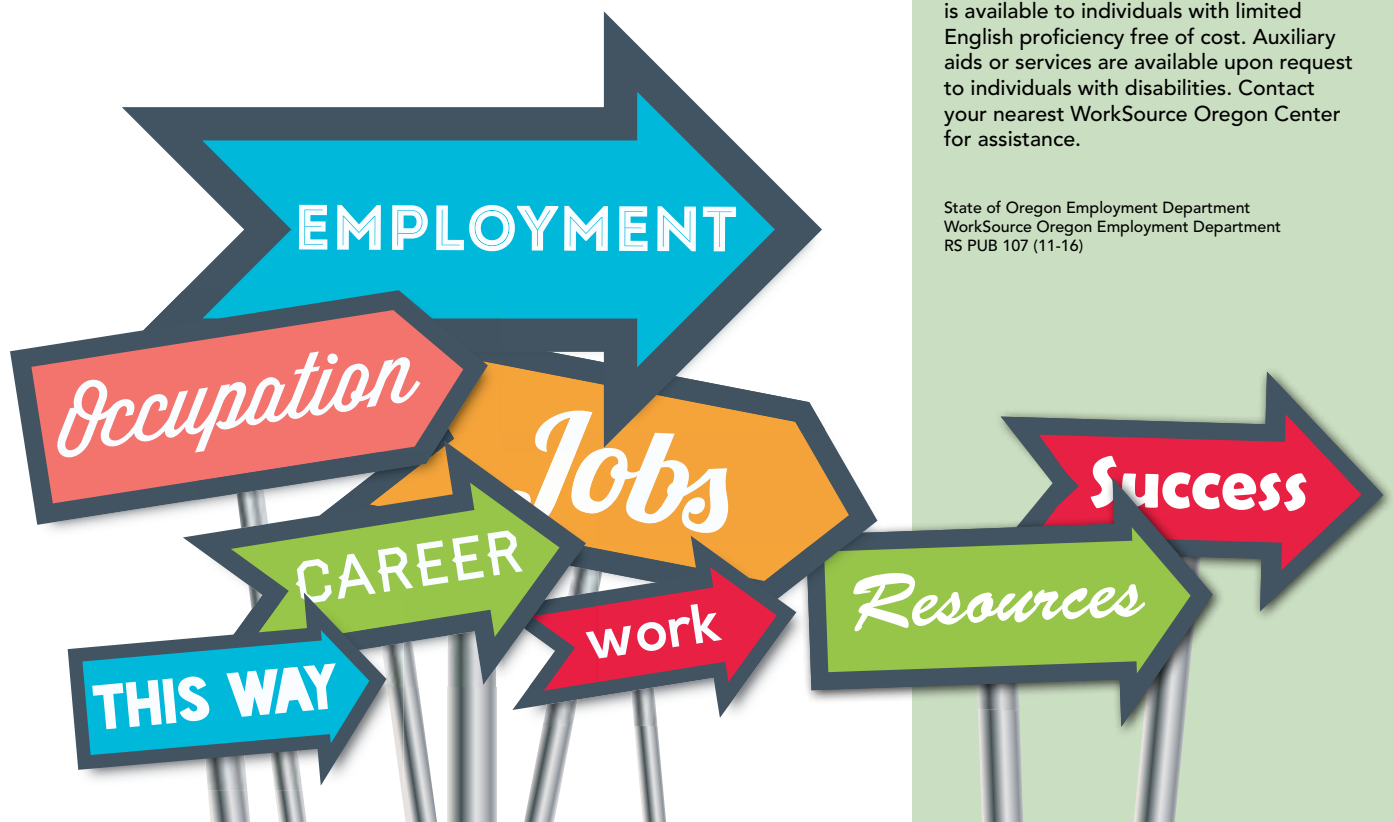 is available to individuals with limited
English proficiency free of cost. Auxiliary
aids or services are available upon request
to individuals with disabilities. Contact
your nearest WorkSource Oregon Center
for assistance.
State of Oregon Employment Department
WorkSource Oregon Employment Department
RS PUB 107 (11-16)
EMPLOYMENT
Occupation
Jobs
Success
CAREER
Resources
work
THIS WAY